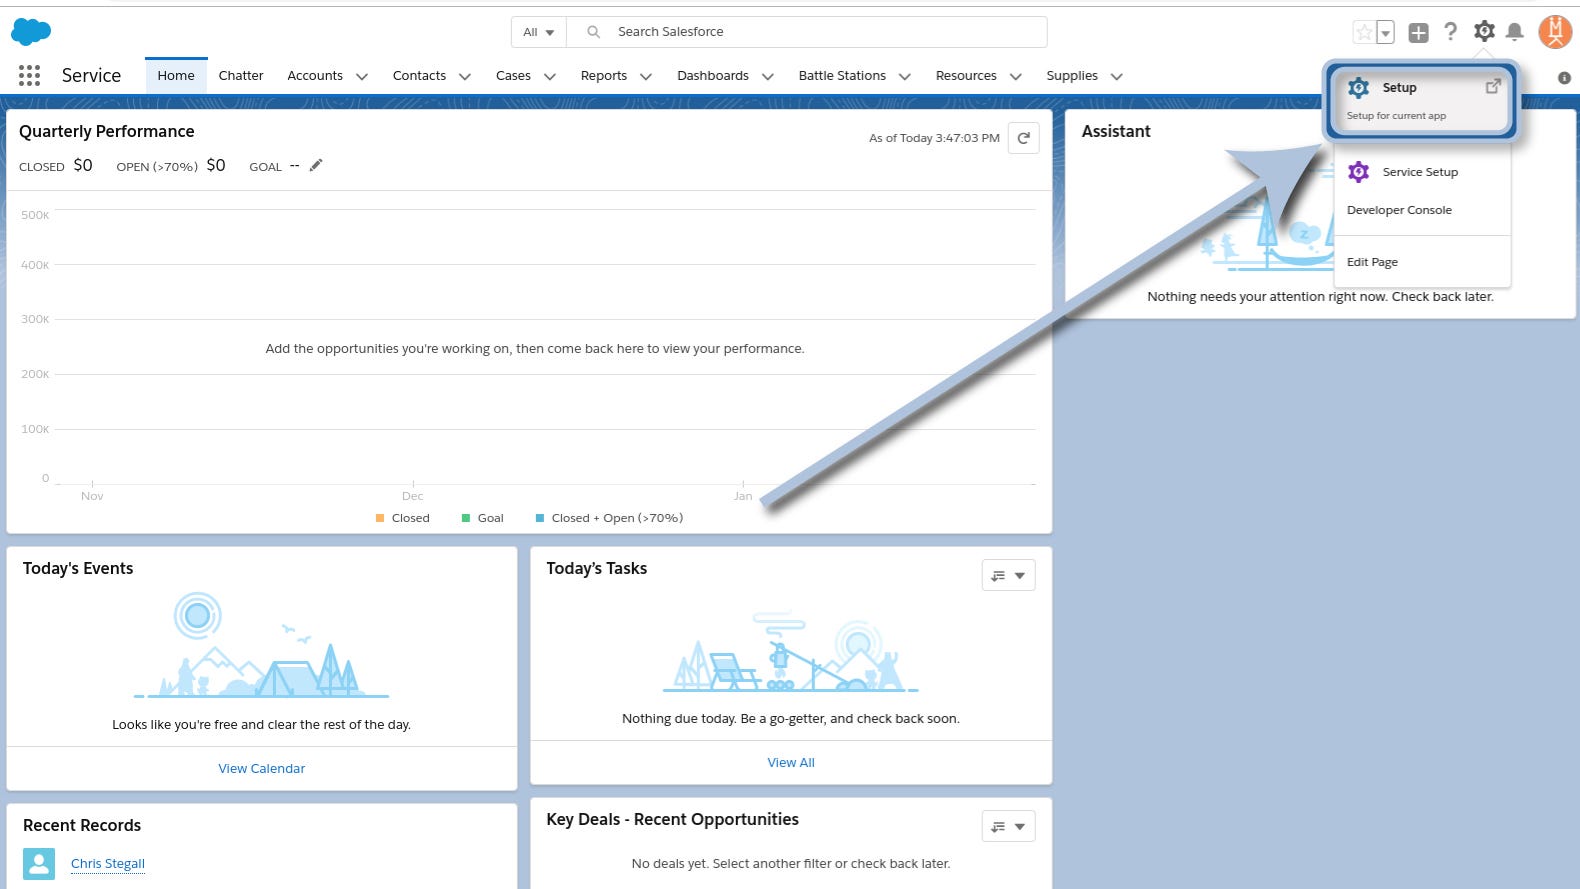 All
Search Salesforce
Service
Home
Chatter
Accounts
Contacts
Cases
Reports
Dashboards
Battle Stations
Resources
Supplies
Setup
Setup for current app
Service Setup
Developer Console
Edit Page
Quarterly Performance
As of Today 3:47:03 PM
CLOSED $0 OPEN (>70%) $0 GOAL --
500K
400K
300K
200K
100K
0
Add the opportunities you're working on, then come back here to view your performance.
Nov
Dec
Jan
Closed
Goal
Closed + Open (>70%)
Assistant
z
Nothing needs your attention right now. Check back later.
Today's Events
Looks like you're free and clear the rest of the day.
View Calendar
Today’s Tasks
Nothing due today. Be a go-getter, and check back soon.
View All
Recent Records
Chris Stegall
Key Deals - Recent Opportunities
No deals yet. Select another filter or check back later.